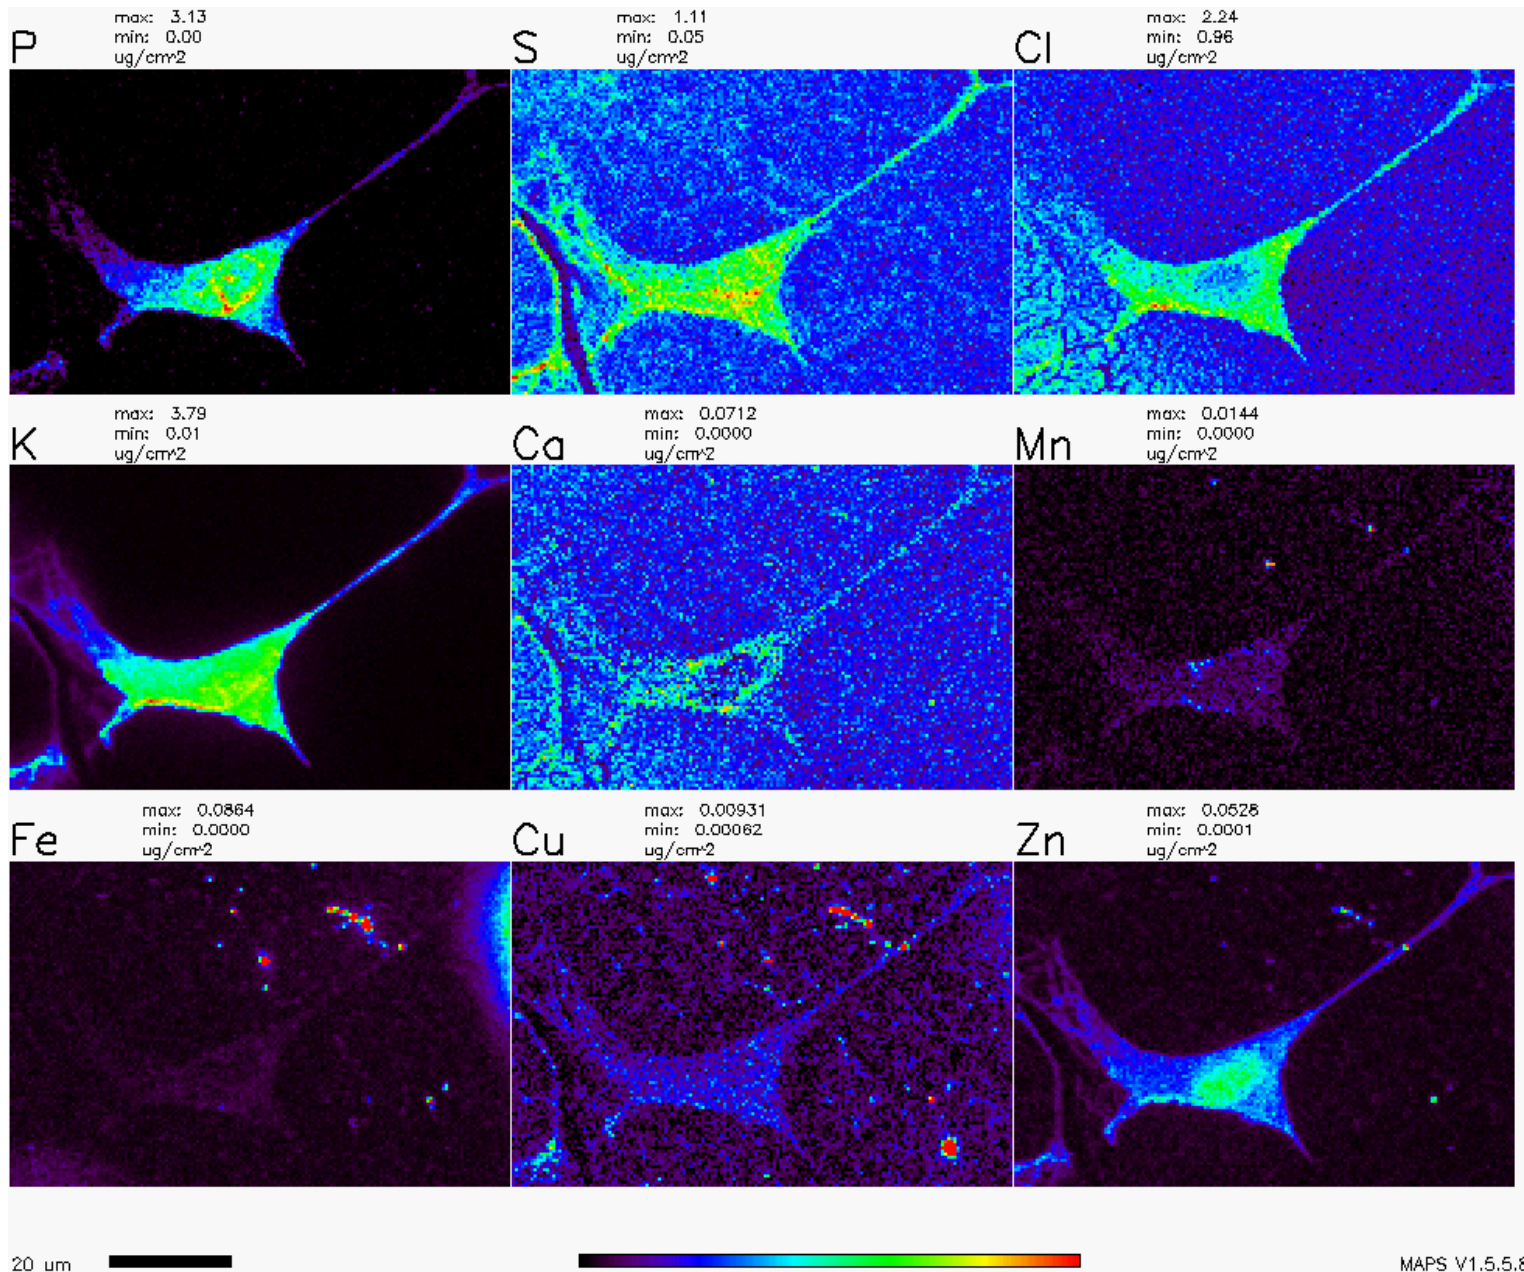 P
max: 3.13
min: 0.00
ug/cm^2
S
max: 1.11
min: 0.05
ug/cm^2
Cl
max: 2.24
min: 0.96
ug/cm^2
K
max: 3.79
min: 0.01
ug/cm^2
Ca
max: 0.0712
min: 0.0000
ug/cm^2
Mn
max: 0.0144
min: 0.0000
ug/cm^2
Fe
max: 0.0864
min: 0.0000
ug/cm^2
Cu
max: 0.00931
min: 0.00062
ug/cm^2
Zn
max: 0.0528
min: 0.0001
ug/cm^2
20 um
MAPS V1.5.5.8